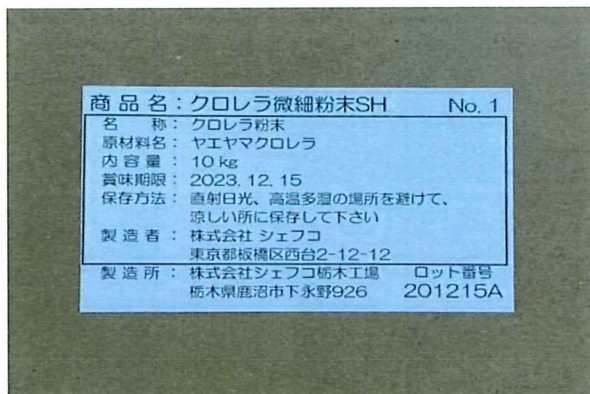 商品名：クロレラ微細粉末SH No. 1
名　称：クロレラ粉末
原材料名：ヤエヤマクロレラ
内容量：10 kg
賞味期限：2023. 12. 15
保存方法：直射日光、高温多湿の場所を避けて、
涼しい所に保存して下さい
製造者：株式会社 シェフコ
東京都板橋区西台2-12-12
製造所：株式会社シェフコ栃木工場 ロット番号
栃木県鹿沼市下永野926 201215A